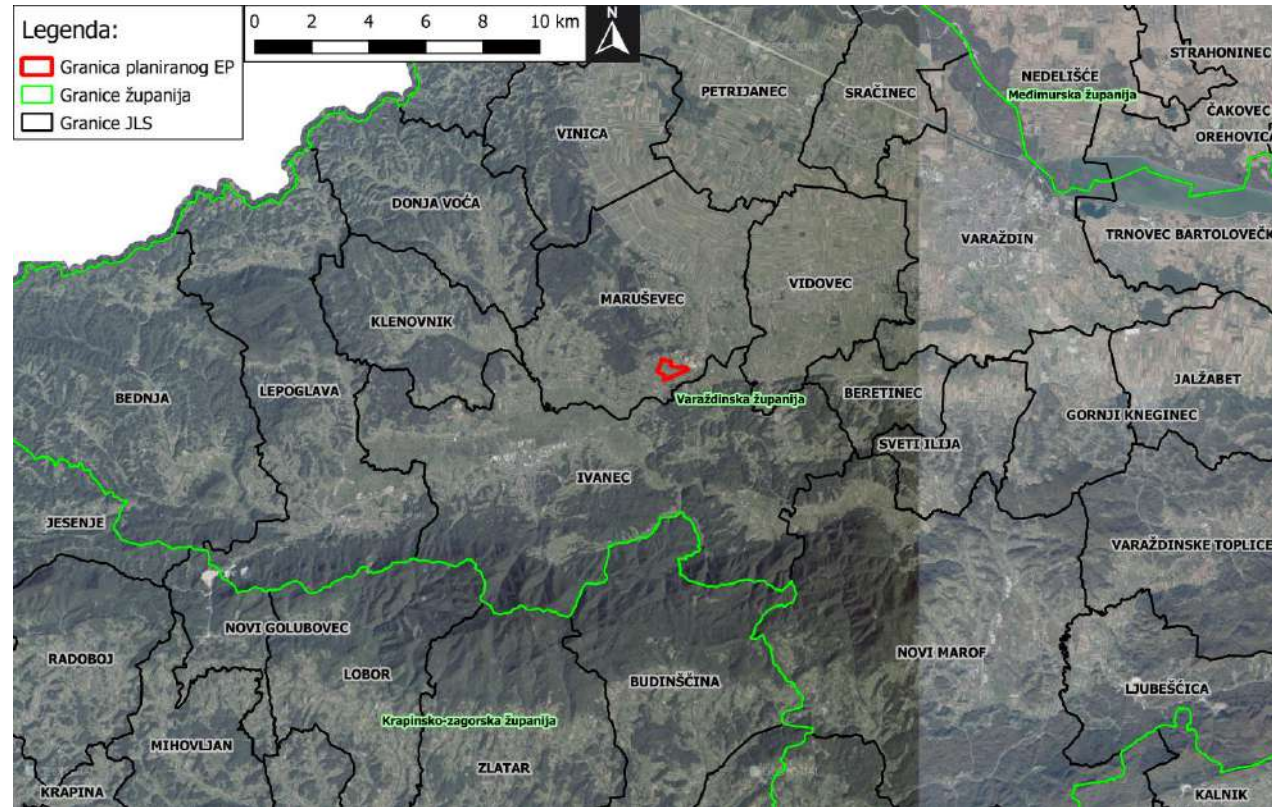 Legenda:
Granica planiranog EP
Granice županija
Granice JLS
0 2 4 6 8 10 km
N
STRAHONINEC
NEDELIŠĆE
Međimurska županija
PETRIJANEC
SRAČINEC
ČAKOVEC
OREHOVICA
VINICA
DONJA VOĆA
VARAŽDIN
TRNOVEC BARTOLOVEČK
MARUŠEVEC
VIDOVEC
KLENOVNIK
BEDNJA
LEPOGLAVA
Varaždinska županija
BERETINEC
JALŽABET
GORNJI KNEGINEC
SVETI ILIJA
IVANEC
JESENJE
VARAŽDINSKE TOPLICE
NOVI GOLUBOVEC
RADOBOJ
LOBOR
BUDINŠČINA
NOVI MAROF
LJUBEŠĆICA
Krapinsko-zagorska županija
MIHOVLJAN
ZLATAR
KRAPINA
KALNIK